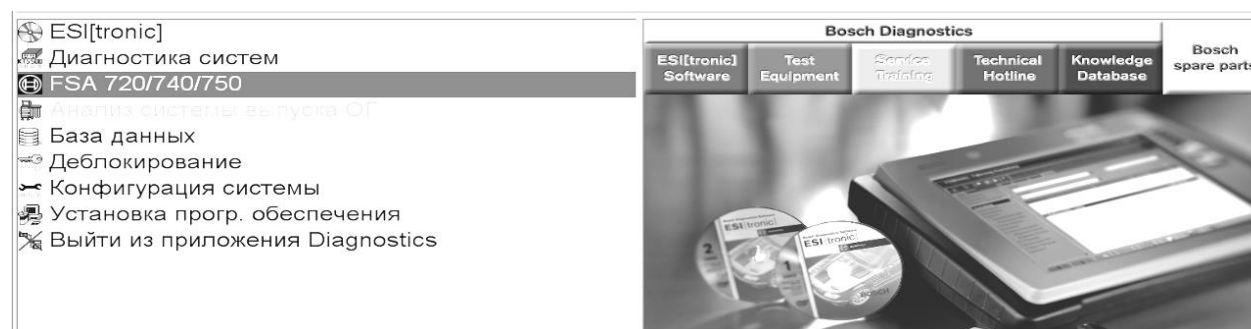 ESI[tronic]
Диагностика систем
FSA 720/740/750
Анализ системы выпуска ОГ
База данных
Деблокирование
Конфигурация системы
Установка прогр. обеспечения
Выйти из приложения Diagnostics
Bosch Diagnostics
ESI[tronic]
Software
Test
Equipment
Service
Training
Technical
Hotline
Knowledge
Database
Bosch
spare parts
ESI[tronic]
2
ESI[tronic]
1
BOSCH